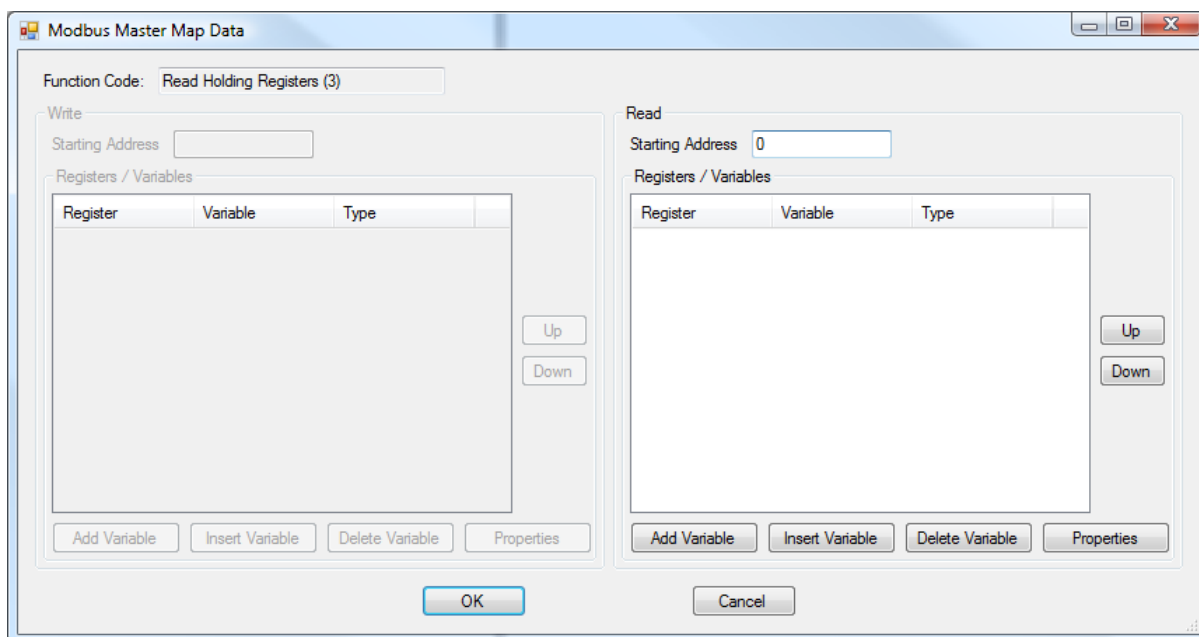 Modbus Master Map Data
Function Code: Read Holding Registers (3)
Write
Starting Address
Registers / Variables
Register Variable Type
Up
Down
Add Variable Insert Variable Delete Variable Properties
Read
Starting Address 0
Registers / Variables
Register Variable Type
Up
Down
Add Variable Insert Variable Delete Variable Properties
OK Cancel